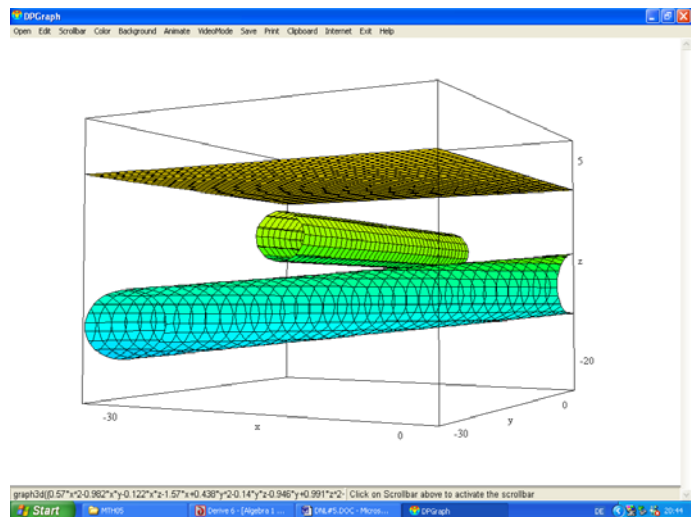 DPGraph
Open Edit Scrollbar Color Background Animate VideoMode Save Print Clipboard Internet Exit Help
5
z
-20
0
y
-30
0
x
-30
graph3d((0.57*x^2-0.982*x*y-0.122*x*z-1.57*x+0.438*y^2-0.14*y*z-0.946*y+0.991*z^2- Click on Scrollbar above to activate the scrollbar
Start MTH05 Derive 6 - [Algebra 1 ... DNL#5.DOC - Micros... DPGraph DE 20:44